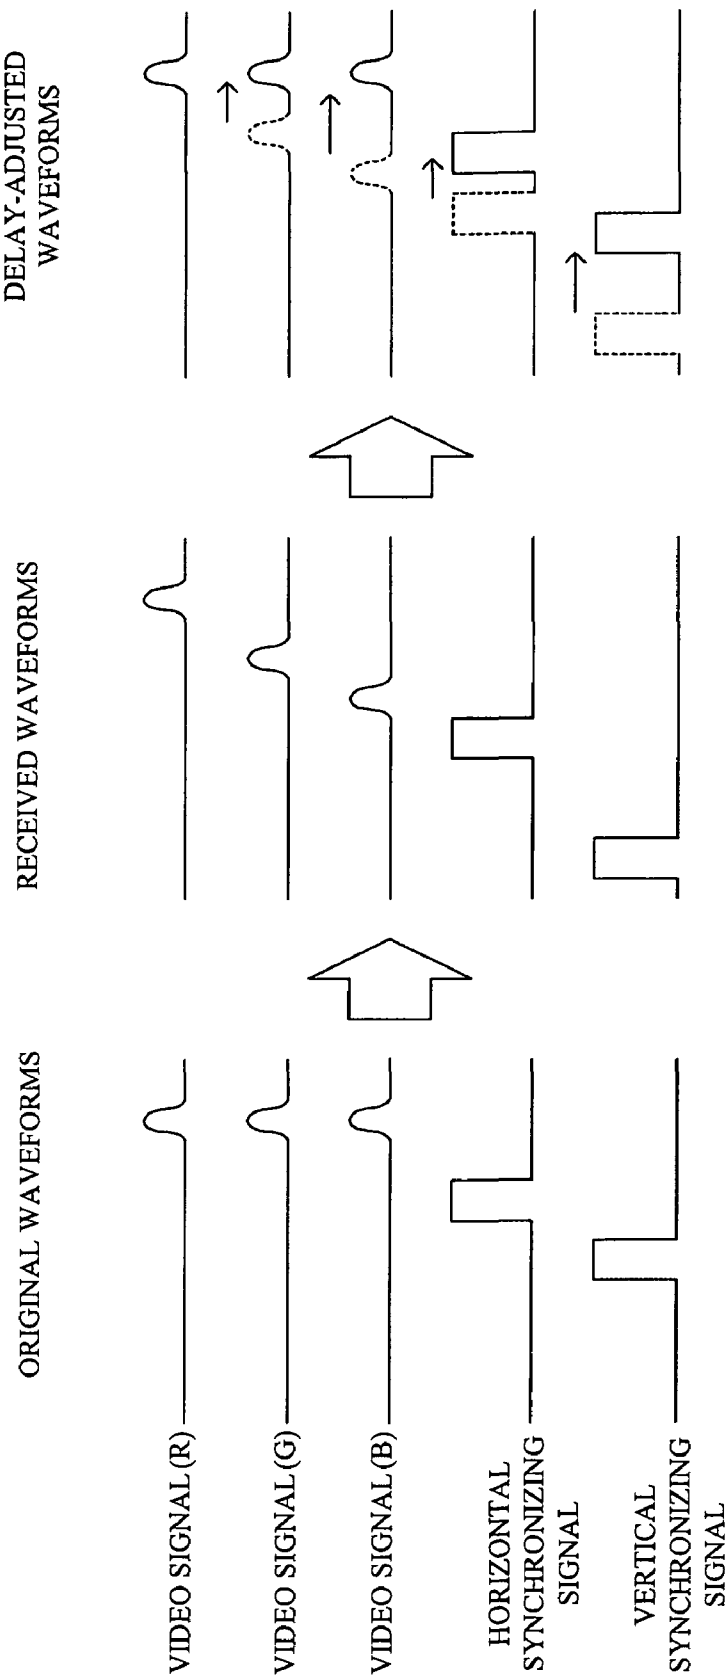 ORIGINAL WAVEFORMS
RECEIVED WAVEFORMS
DELAY-ADJUSTED
WAVEFORMS
VIDEO SIGNAL (R)
VIDEO SIGNAL (G)
VIDEO SIGNAL (B)
HORIZONTAL
SYNCHRONIZING
SIGNAL
VERTICAL
SYNCHRONIZING
SIGNAL